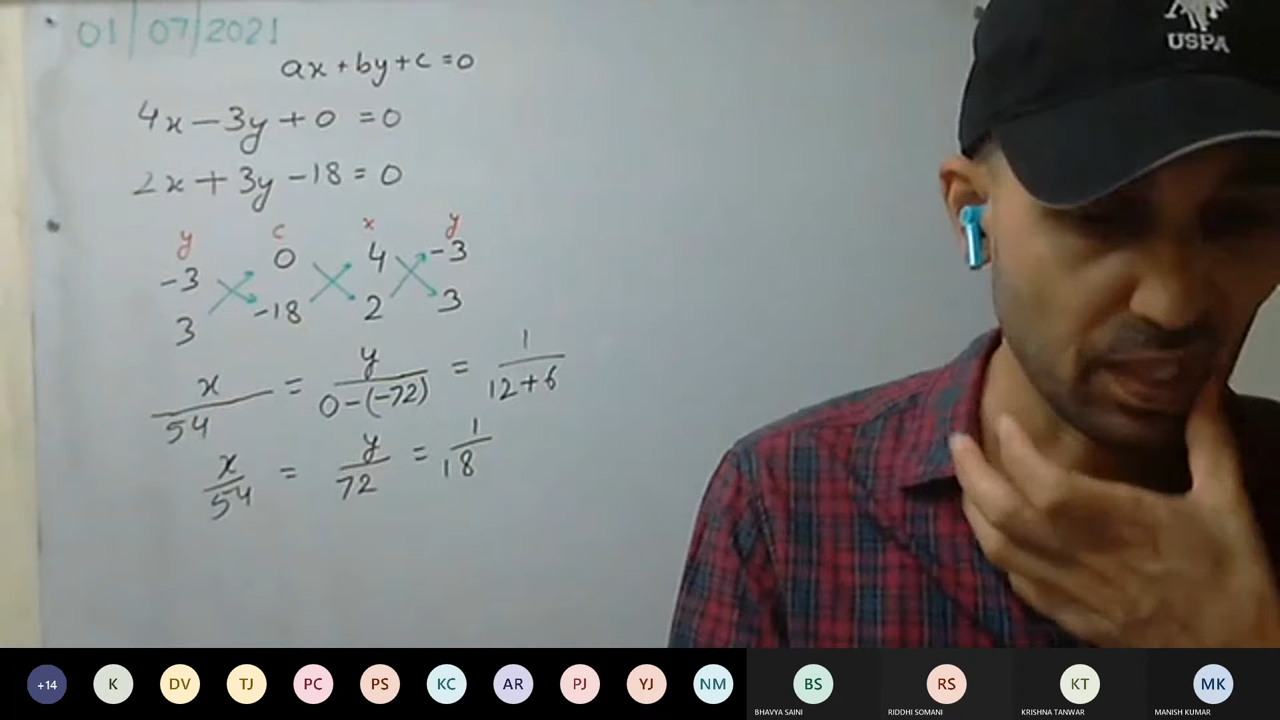 01/07/2021
ax+by+c=0
4x-3y+0=0
2x+3y-18=0
y c x y
-3 0 4 -3
3 -18 2 3
x/54 = y/0-(-72) = 1/12+6
x/54 = y/72 = 1/18
USPA
+14 K DV TJ PC PS KC AR PJ YJ NM BS RS KT MK
BHAVYA SAINI RIDDHI SOMANI KRISHNA TANWAR MANISH KUMAR